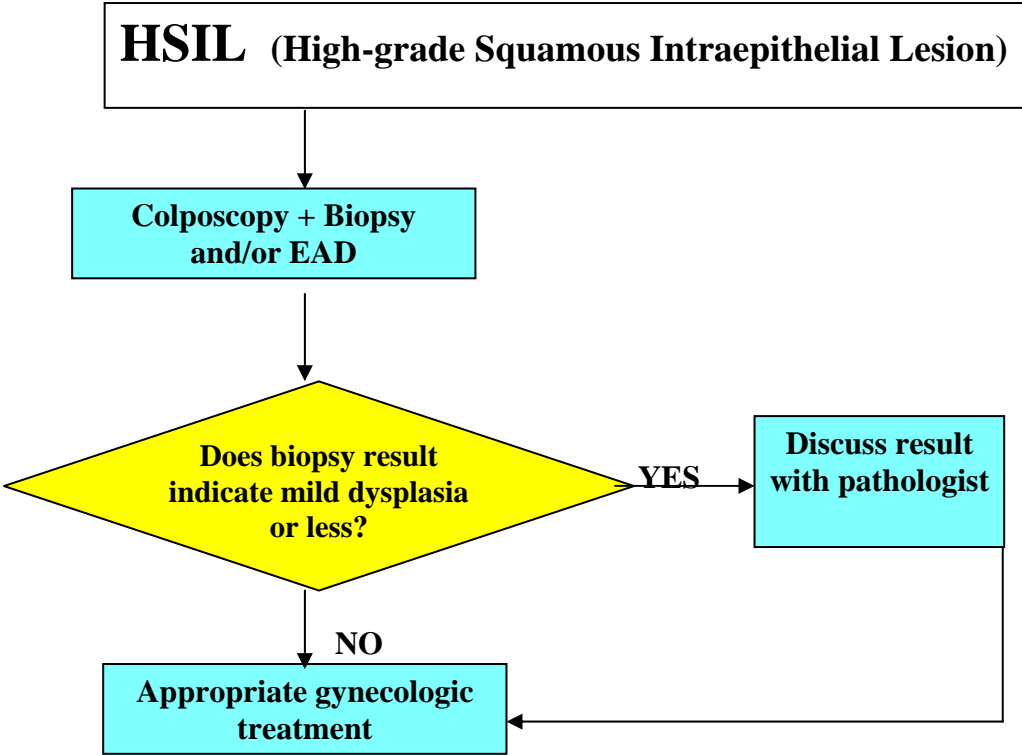 HSIL (High-grade Squamous Intraepithelial Lesion)
Colposcopy + Biopsy
and/or EAD
Does biopsy result
indicate mild dysplasia
or less?
YES
Discuss result
with pathologist
NO
Appropriate gynecologic
treatment